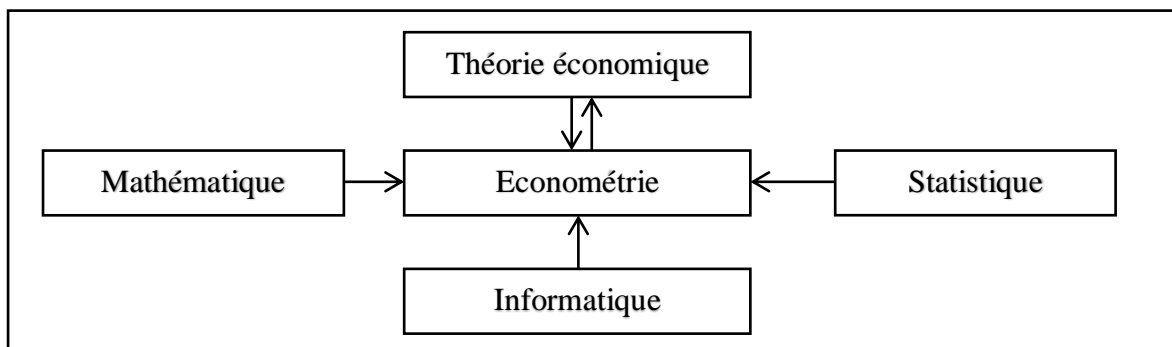 Théorie économique
Mathématique
Econométrie
Statistique
Informatique